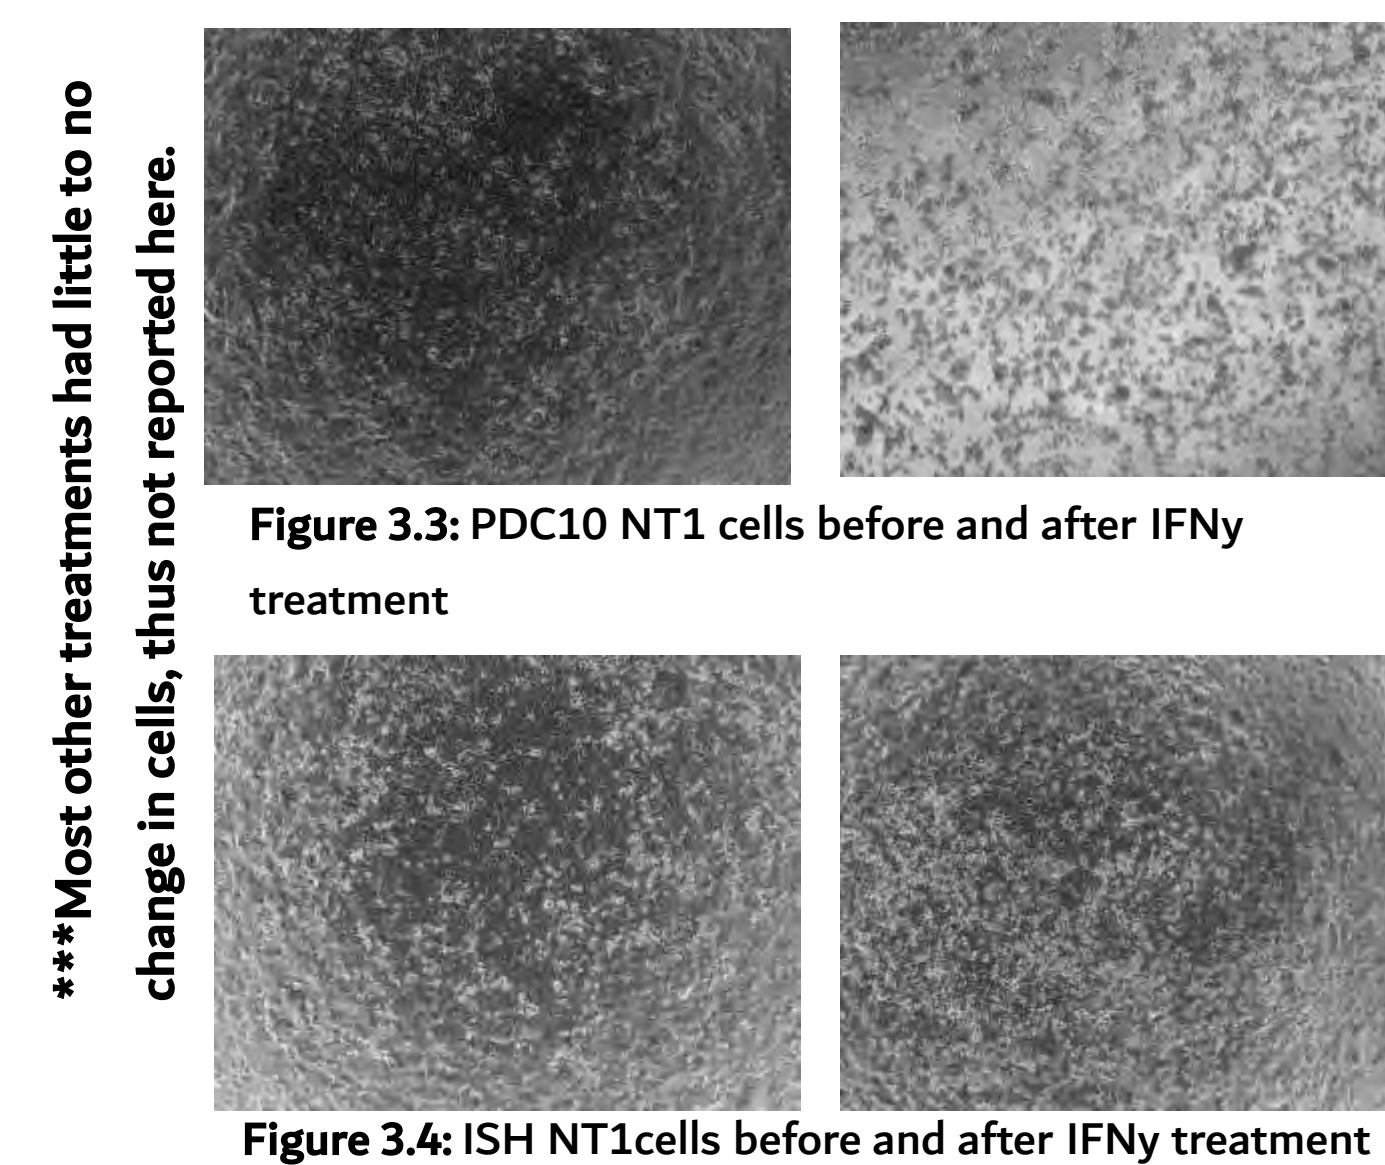 ***Most other treatments had little to no
change in cells, thus not reported here.
Figure 3.3: PDC10 NT1 cells before and after IFNy
treatment
Figure 3.4: ISH NT1cells before and after IFNy treatment